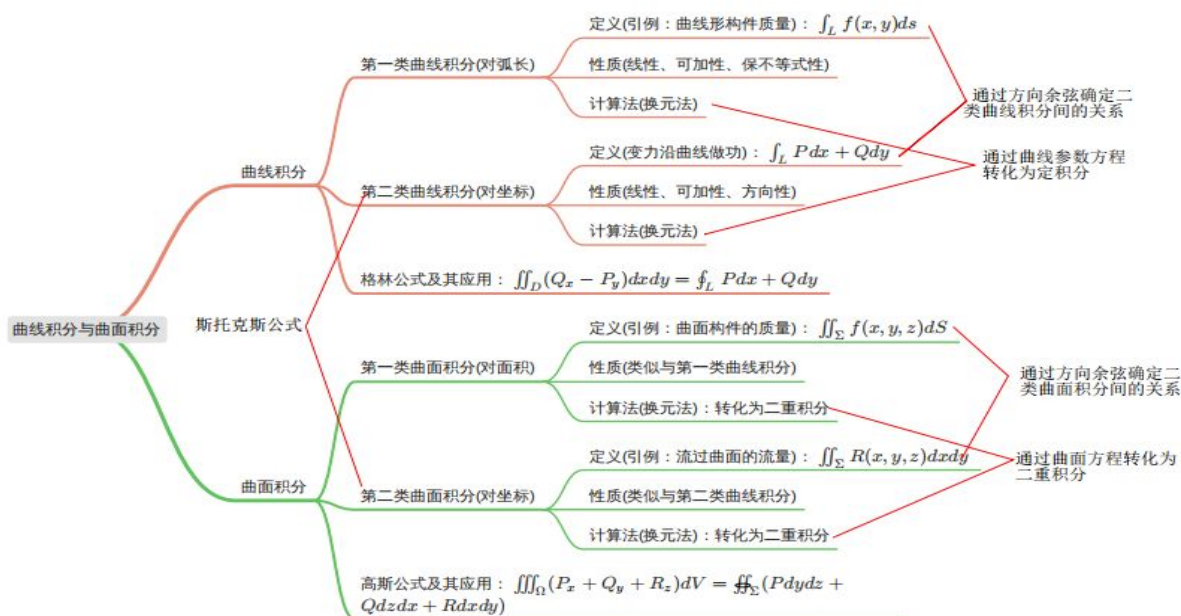 定义(引例：曲线形构件质量)： ∫_L f(x, y)ds
第一类曲线积分(对弧长)
性质(线性、可加性、保不等式性)
计算法(换元法)
通过方向余弦确定二
类曲线积分间的关系
曲线积分
定义(变力沿曲线做功)： ∫_L Pdx + Qdy
通过曲线参数方程
转化为定积分
第二类曲线积分(对坐标)
性质(线性、可加性、方向性)
计算法(换元法)
格林公式及其应用： ∬_D (Q_x − P_y)dxdy = ∮_L Pdx + Qdy
曲线积分与曲面积分
斯托克斯公式
定义(引例：曲面构件的质量)： ∬_Σ f(x, y, z)dS
第一类曲面积分(对面积)
性质(类似与第一类曲线积分)
计算法(换元法)：转化为二重积分
通过方向余弦确定二
类曲面积分间的关系
曲面积分
定义(引例：流过曲面的流量)： ∬_Σ R(x, y, z)dxdy
通过曲面方程转化为
二重积分
第二类曲面积分(对坐标)
性质(类似与第二类曲线积分)
计算法(换元法)：转化为二重积分
高斯公式及其应用： ∭_Ω (P_x + Q_y + R_z)dV = ∯_Σ (Pdydz +
Qdzdx + Rdxdy)